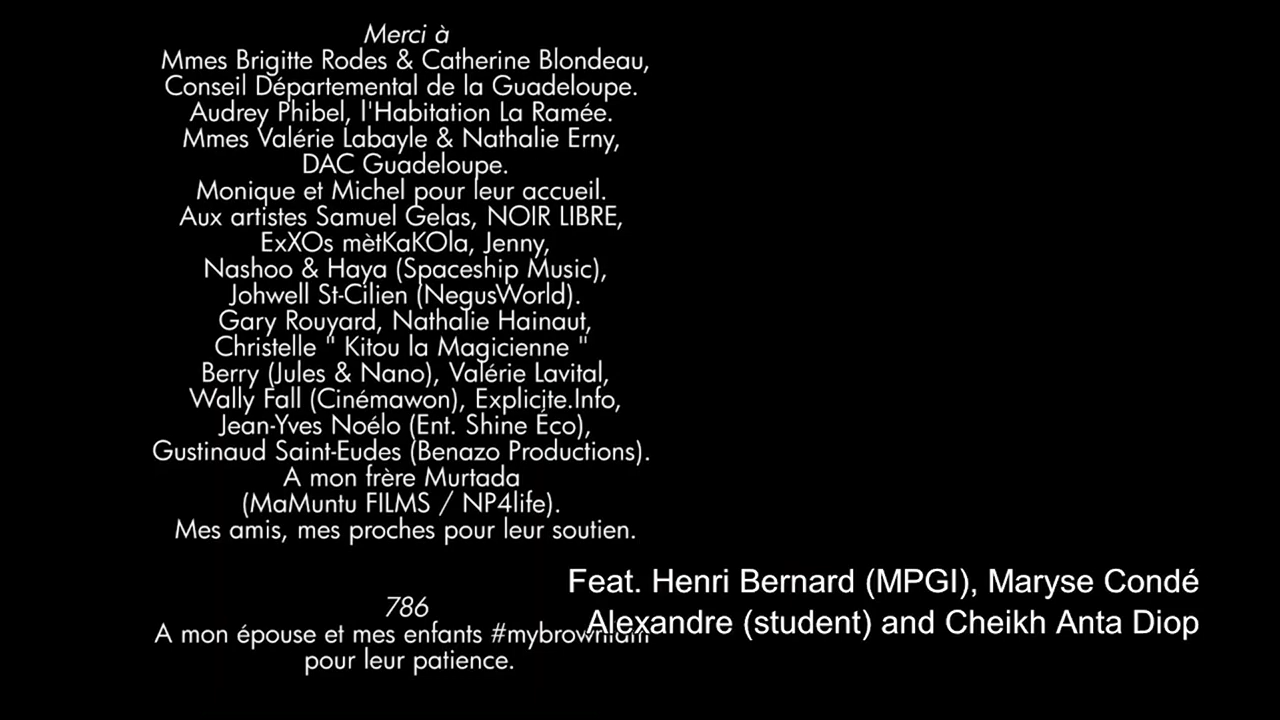 Merci à
Mmes Brigitte Rodes & Catherine Blondeau,
Conseil Départemental de la Guadeloupe.
Audrey Phibel, l'Habitation La Ramée.
Mmes Valérie Labayle & Nathalie Erny,
DAC Guadeloupe.
Monique et Michel pour leur accueil.
Aux artistes Samuel Gelas, NOIR LIBRE,
ExXOs mètKaKOla, Jenny,
Nashoo & Haya (Spaceship Music),
Johwell St-Cilien (NegusWorld).
Gary Rouyard, Nathalie Hainaut,
Christelle " Kitou la Magicienne "
Berry (Jules & Nano), Valérie Lavital,
Wally Fall (Cinémawon), Explicite.Info,
Jean-Yves Noélo (Ent. Shine Éco),
Gustinaud Saint-Eudes (Benazo Productions).
A mon frère Murtada
(MaMuntu FILMS / NP4life).
Mes amis, mes proches pour leur soutien.
786
A mon épouse et mes enfants
pour leur patience.
Feat. Henri Bernard (MPGI), Maryse Condé
Alexandre (student) and Cheikh Anta Diop